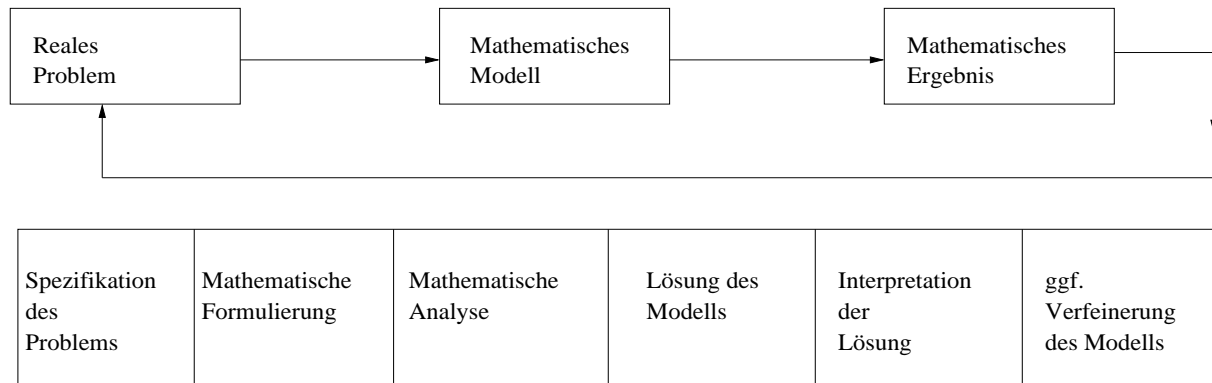 Reales
Problem
Mathematisches
Modell
Mathematisches
Ergebnis
Spezifikation
des
Problems
Mathematische
Formulierung
Mathematische
Analyse
Lösung des
Modells
Interpretation
der
Lösung
ggf.
Verfeinerung
des Modells